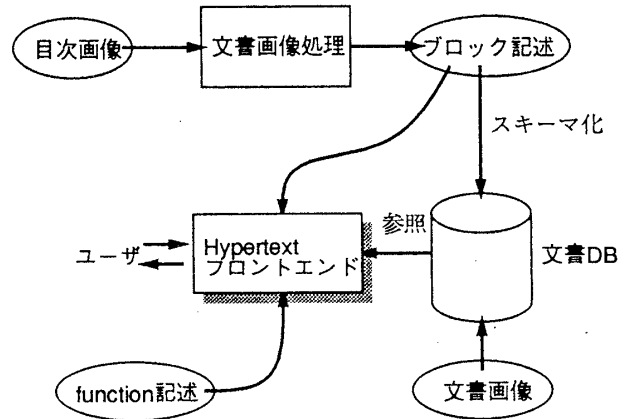 目次画像
文書画像処理
ブロック記述
スキーマ化
参照
Hypertext
フロントエンド
ユーザ
文書DB
function記述
文書画像